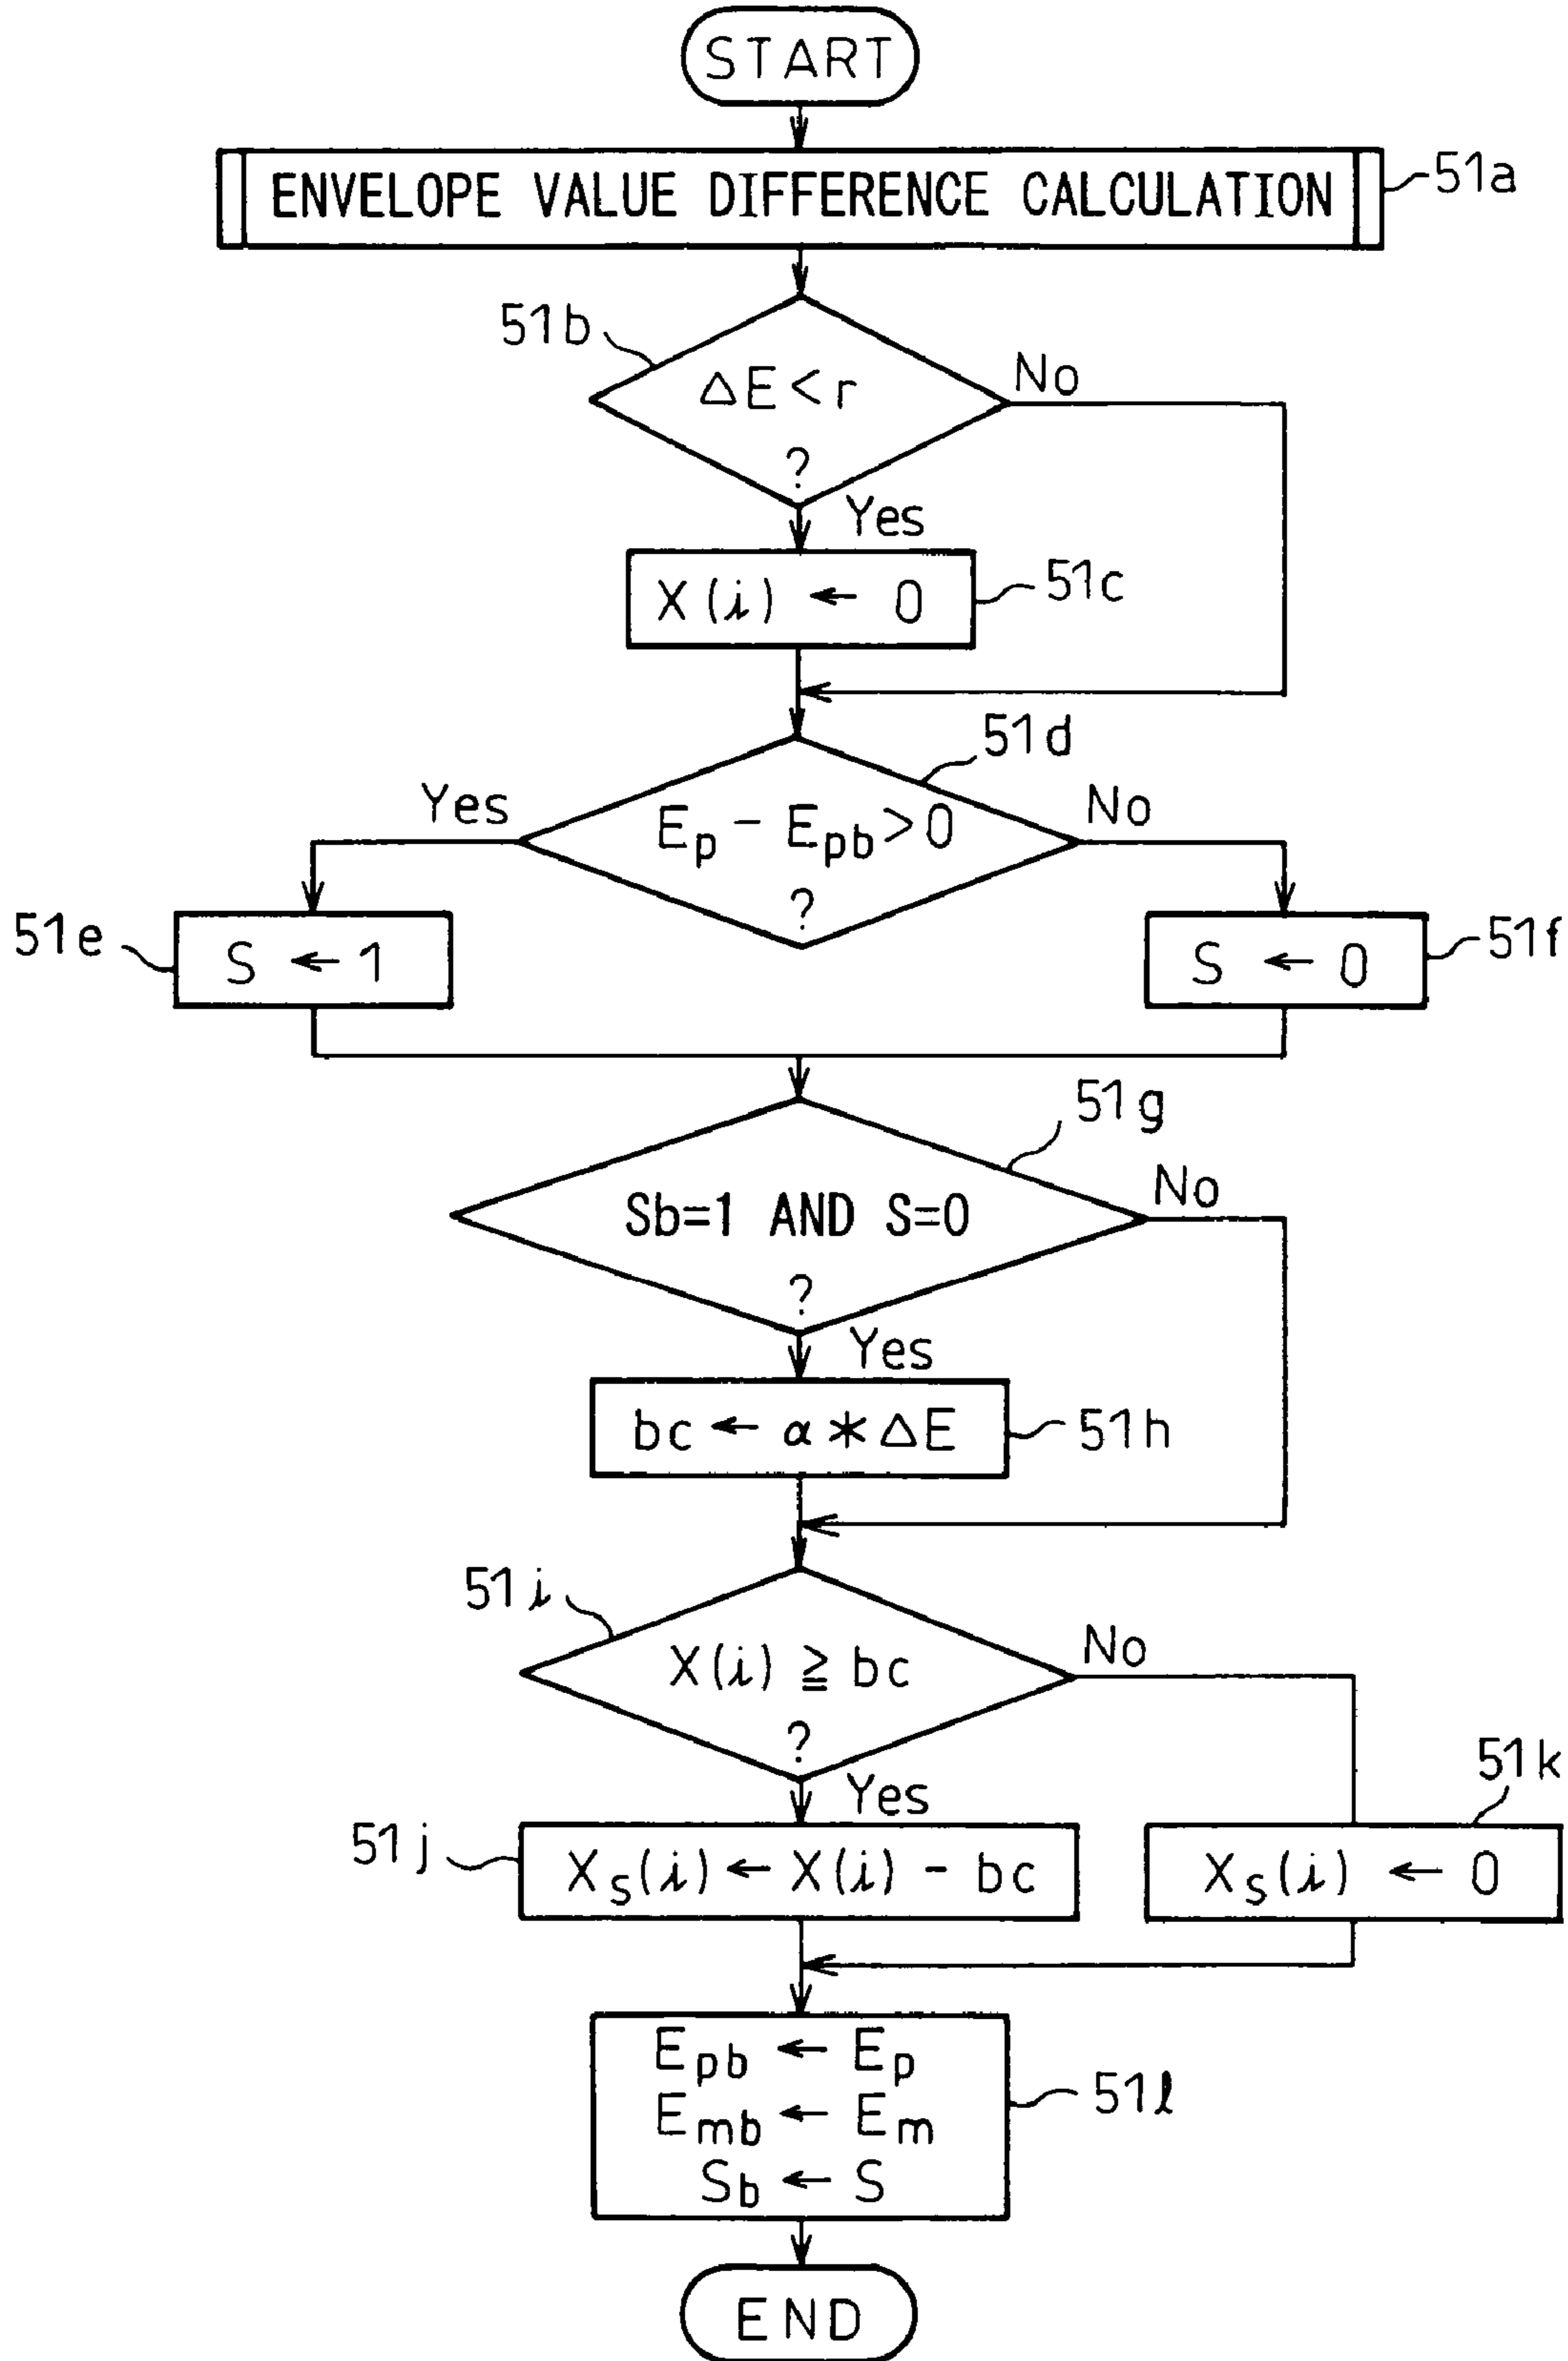 START
ENVELOPE VALUE DIFFERENCE CALCULATION
51a
51b
ΔE<r
?
No
Yes
X(i) ← 0
51c
51d
Yes
Ep - Epb>0
?
No
51e
S ← 1
S ← 0
51f
51g
Sb=1 AND S=0
?
No
Yes
bc ← α*ΔE
51h
51i
X(i) ≧ bc
?
No
Yes
51k
51j
Xs(i) ← X(i) - bc
Xs(i) ← 0
Epb ← Ep
Emb ← Em
Sb ← S
51l
END